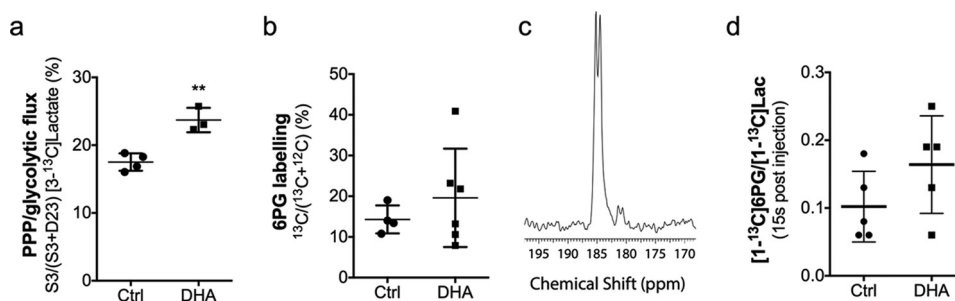 a
PPP/glycolytic flux
S3/(S3+D23) [3-¹³C]Lactate (%)
30
20
10
0
**
Ctrl
DHA
b
6PG labelling
¹³C/(¹³C+¹²C) (%)
50
40
30
20
10
0
Ctrl
DHA
c
195
190
185
180
175
170
Chemical Shift (ppm)
d
[1-¹³C]6PG/[1-¹³C]Lac
(15s post injection)
0.3
0.2
0.1
0.0
Ctrl
DHA